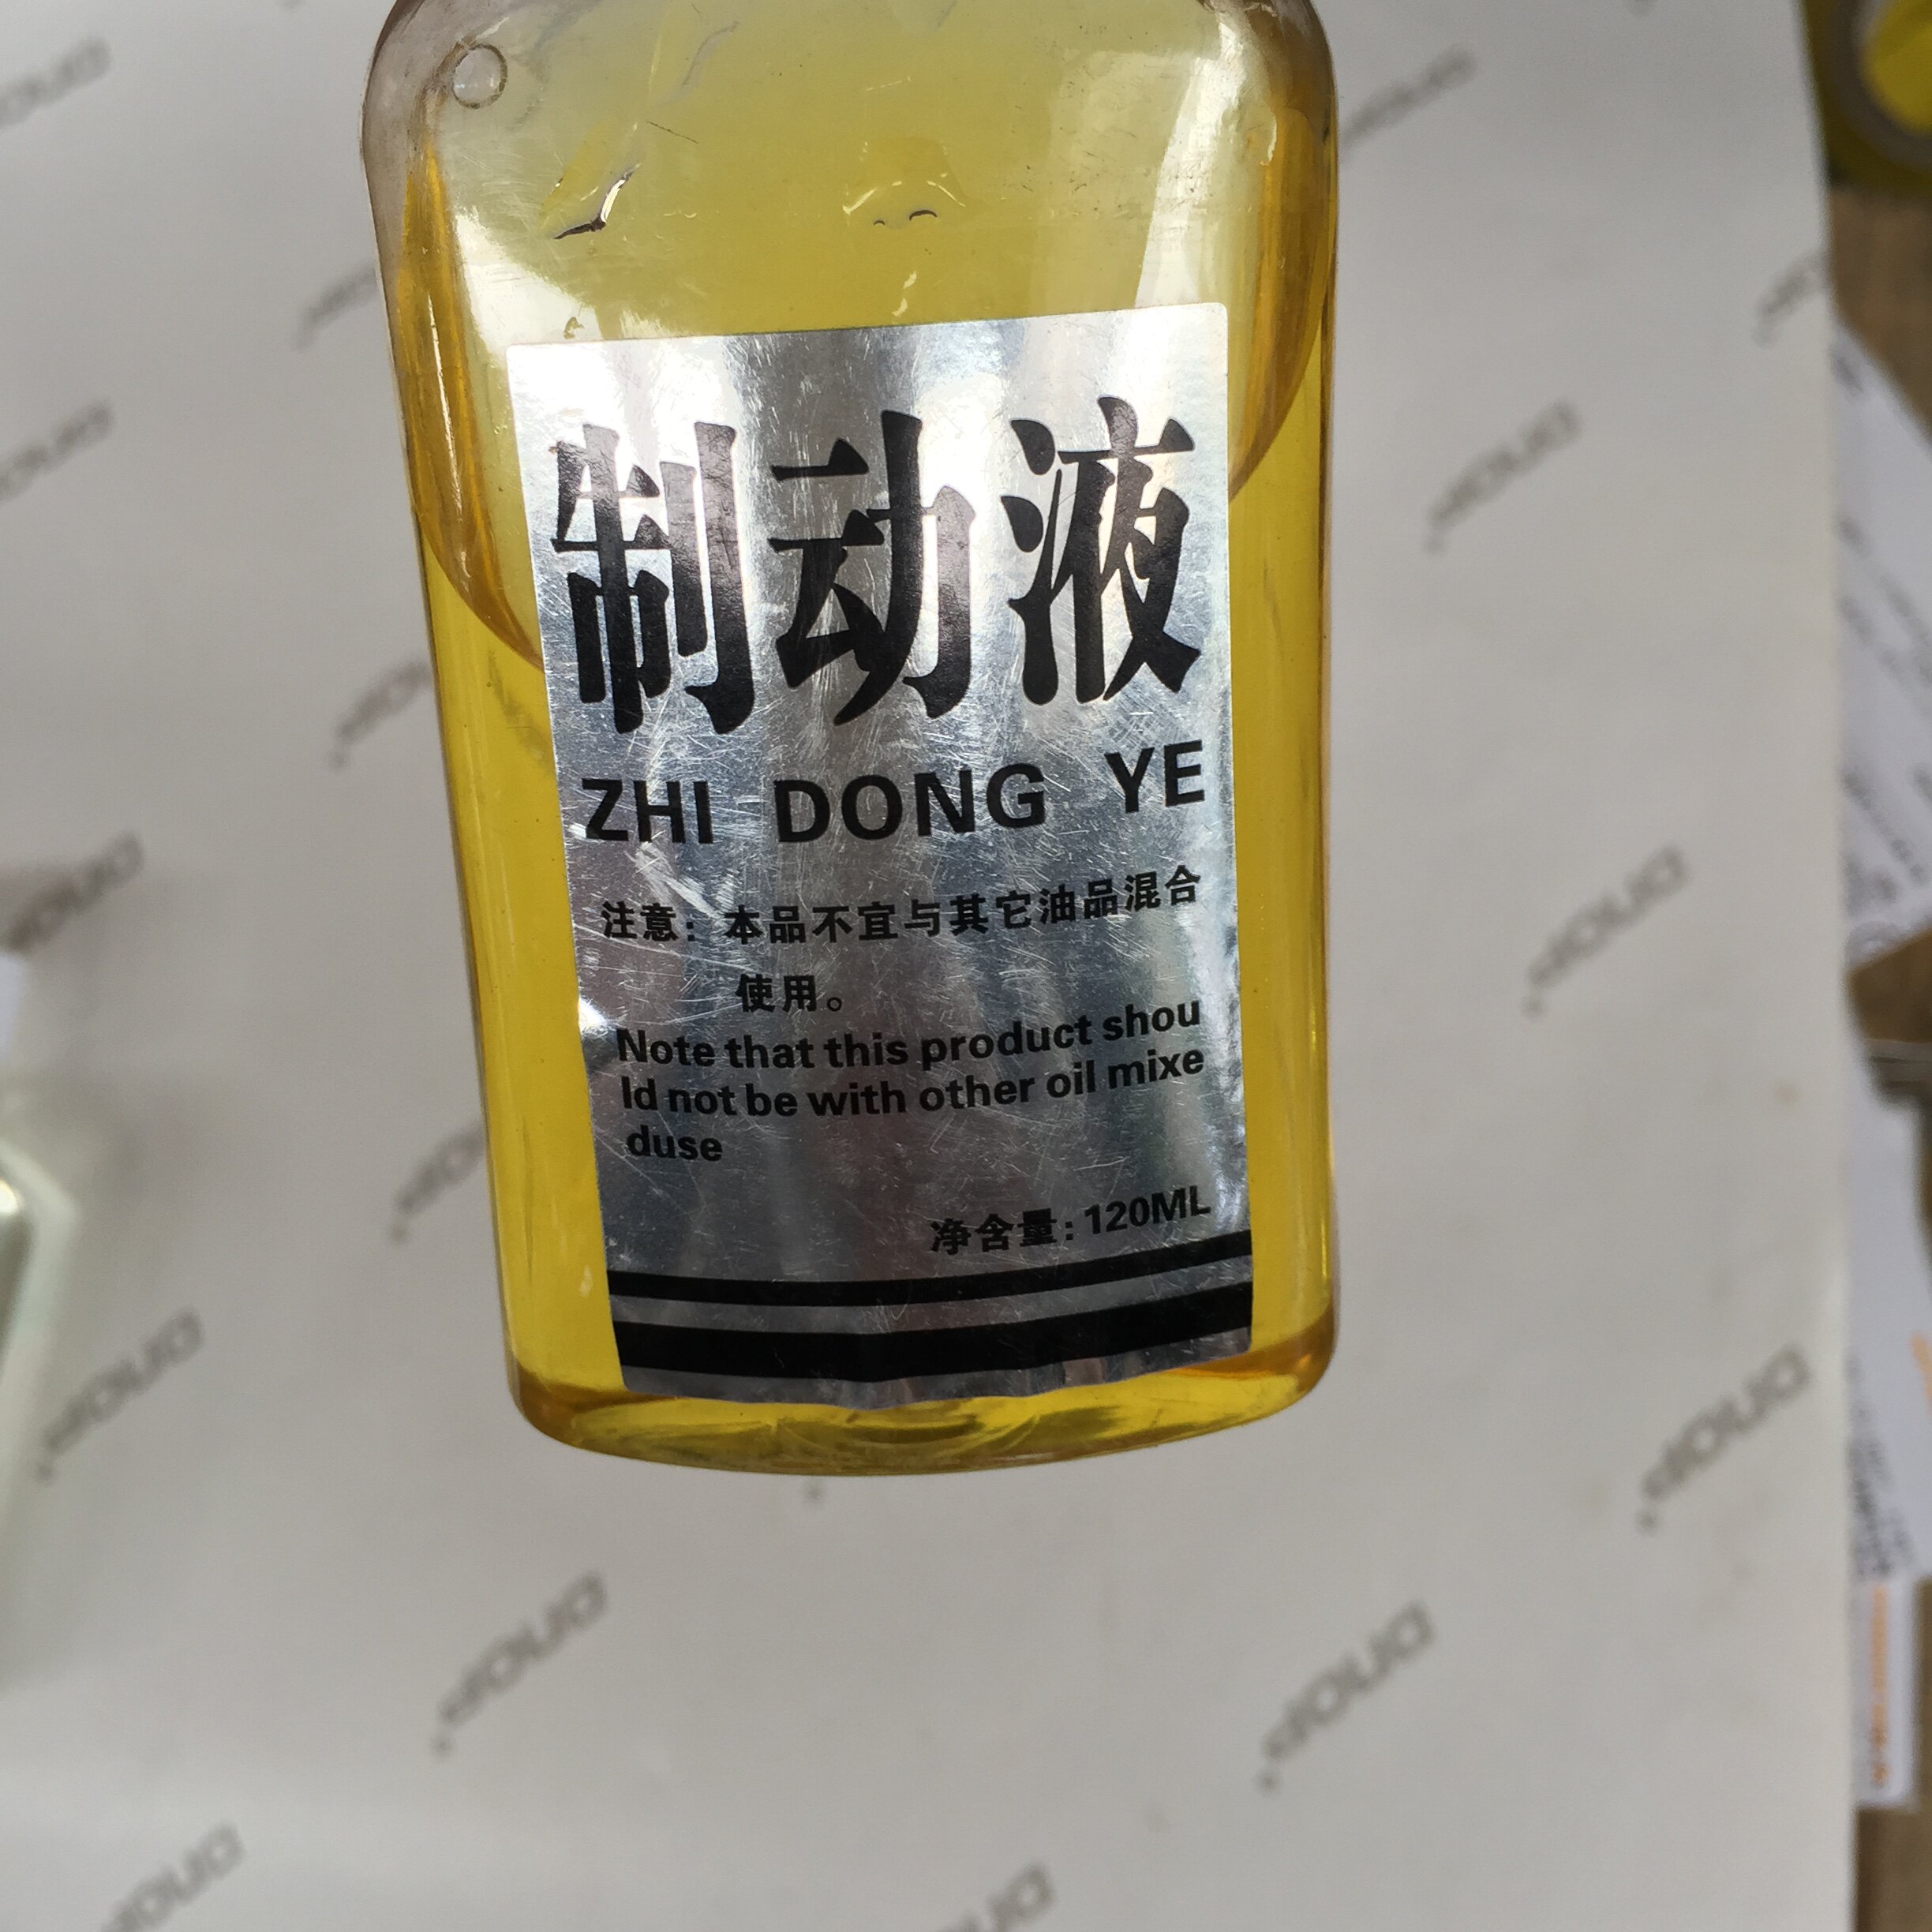 制动液
ZHI DONG YE
注意：本品不宜与其它油品混合
使用。
Note that this product shou
ld not be with other oil mixe
duse
净含量：120ML